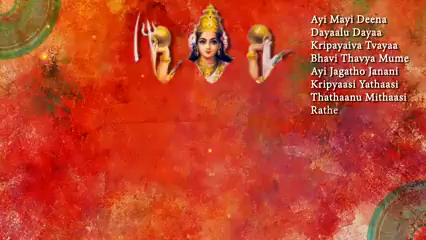 Ayi Mayi Deena
Dayaalu Dayaa
Kripayaiva Tvayaa
Bhavi Thavya Mume
Ayi Jagatho Janani
Kripyaasi Yathaasi
Thathaanu Mithaasi
Rathe